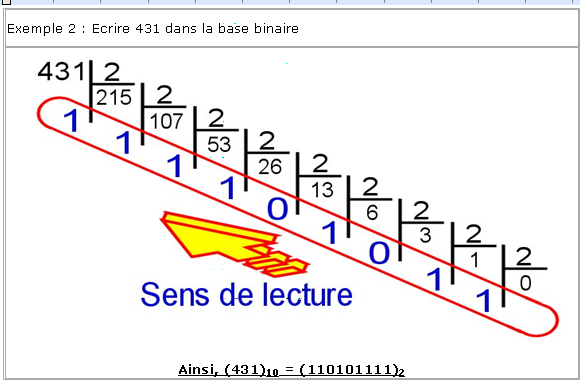 Exemple 2 : Ecrire 431 dans la base binaire
431 2
215 2
1 107 2
1 53 2
1 26 2
1 13 2
0 6 2
1 3 2
0 1 2
1 0
1
Sens de lecture
Ainsi, (431)10 = (110101111)2